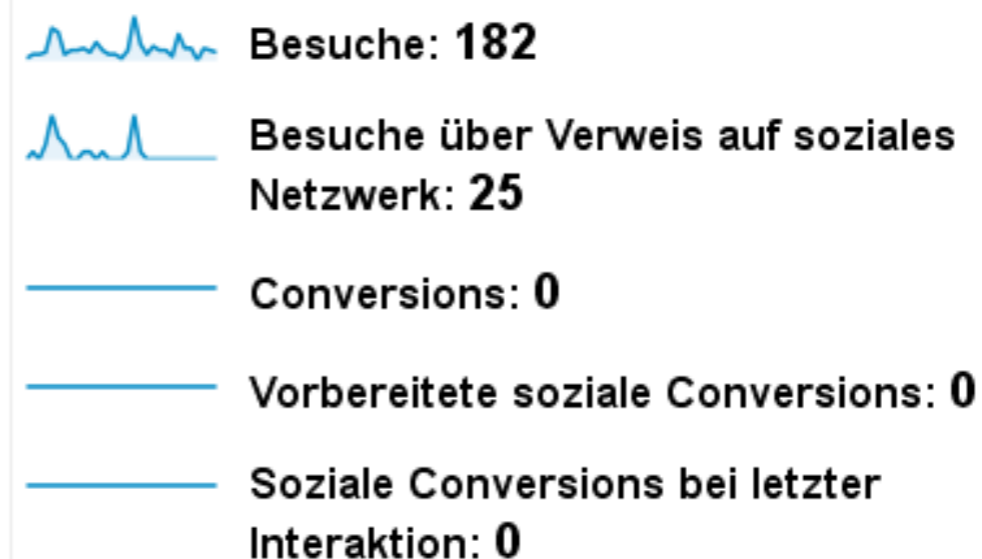 Besuche: 182
Besuche über Verweis auf soziales
Netzwerk: 25
Conversions: 0
Vorbereitete soziale Conversions: 0
Soziale Conversions bei letzter
Interaktion: 0